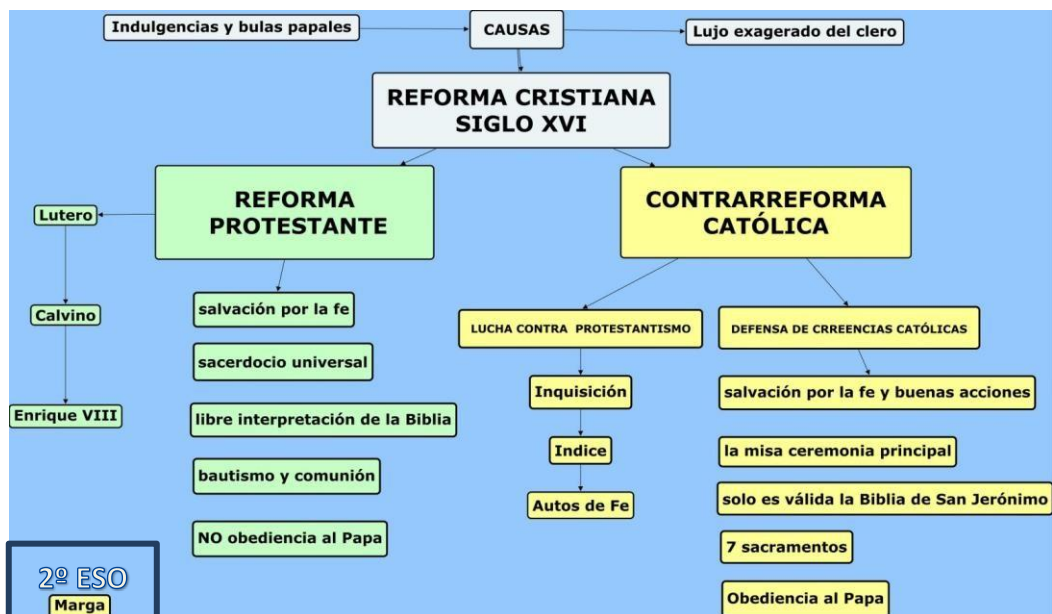 Indulgencias y bulas papales
CAUSAS
Lujo exagerado del clero
REFORMA CRISTIANA
SIGLO XVI
REFORMA
PROTESTANTE
CONTRARREFORMA
CATÓLICA
Lutero
Calvino
Enrique VIII
salvación por la fe
sacerdocio universal
libre interpretación de la Biblia
bautismo y comunión
NO obediencia al Papa
LUCHA CONTRA PROTESTANTISMO
Inquisición
Indice
Autos de Fe
DEFENSA DE CRREENCIAS CATÓLICAS
salvación por la fe y buenas acciones
la misa ceremonia principal
solo es válida la Biblia de San Jerónimo
7 sacramentos
Obediencia al Papa
2º ESO
Marga